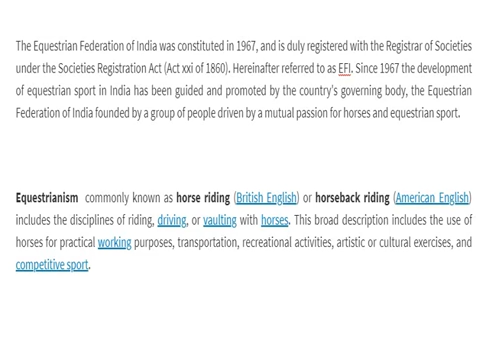 The Equestrian Federation of India was constituted in 1967, and is duly registered with the Registrar of Societies
under the Societies Registration Act (Act xxi of 1860). Hereinafter referred to as EFI. Since 1967 the development
of equestrian sport in India has been guided and promoted by the country's governing body, the Equestrian
Federation of India founded by a group of people driven by a mutual passion for horses and equestrian sport.
Equestrianism commonly known as horse riding (British English) or horseback riding (American English)
includes the disciplines of riding, driving, or vaulting with horses. This broad description includes the use of
horses for practical working purposes, transportation, recreational activities, artistic or cultural exercises, and
competitive sport.